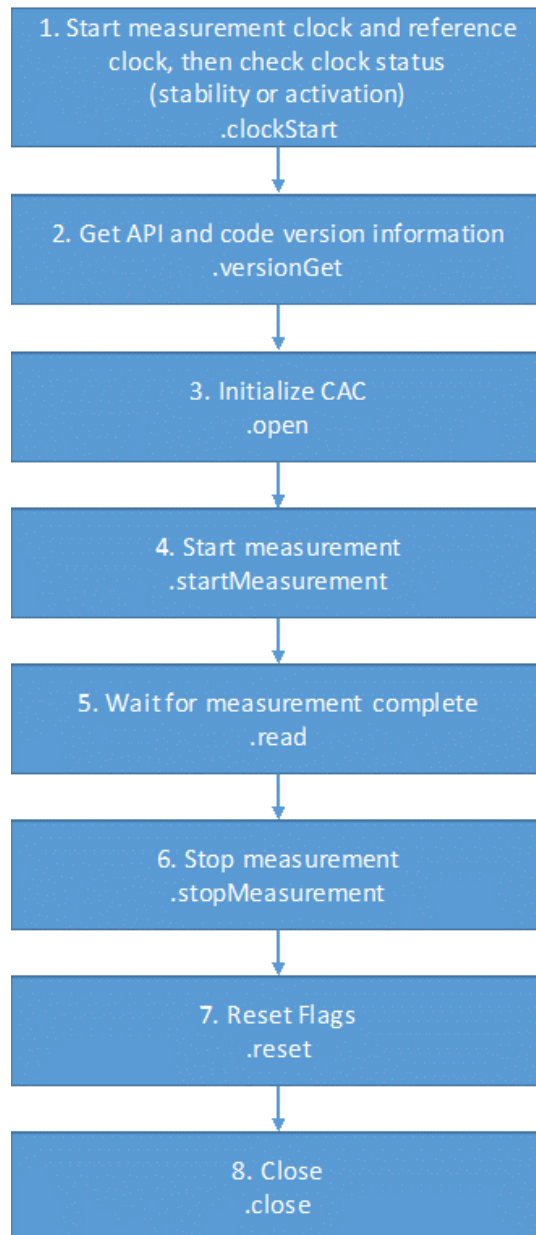 1. Start measurement clock and reference
clock, then check clock status
(stability or activation)
.clockStart
2. Get API and code version information
.versionGet
3. Initialize CAC
.open
4. Start measurement
.startMeasurement
5. Wait for measurement complete
.read
6. Stop measurement
.stopMeasurement
7. Reset Flags
.reset
8. Close
.close